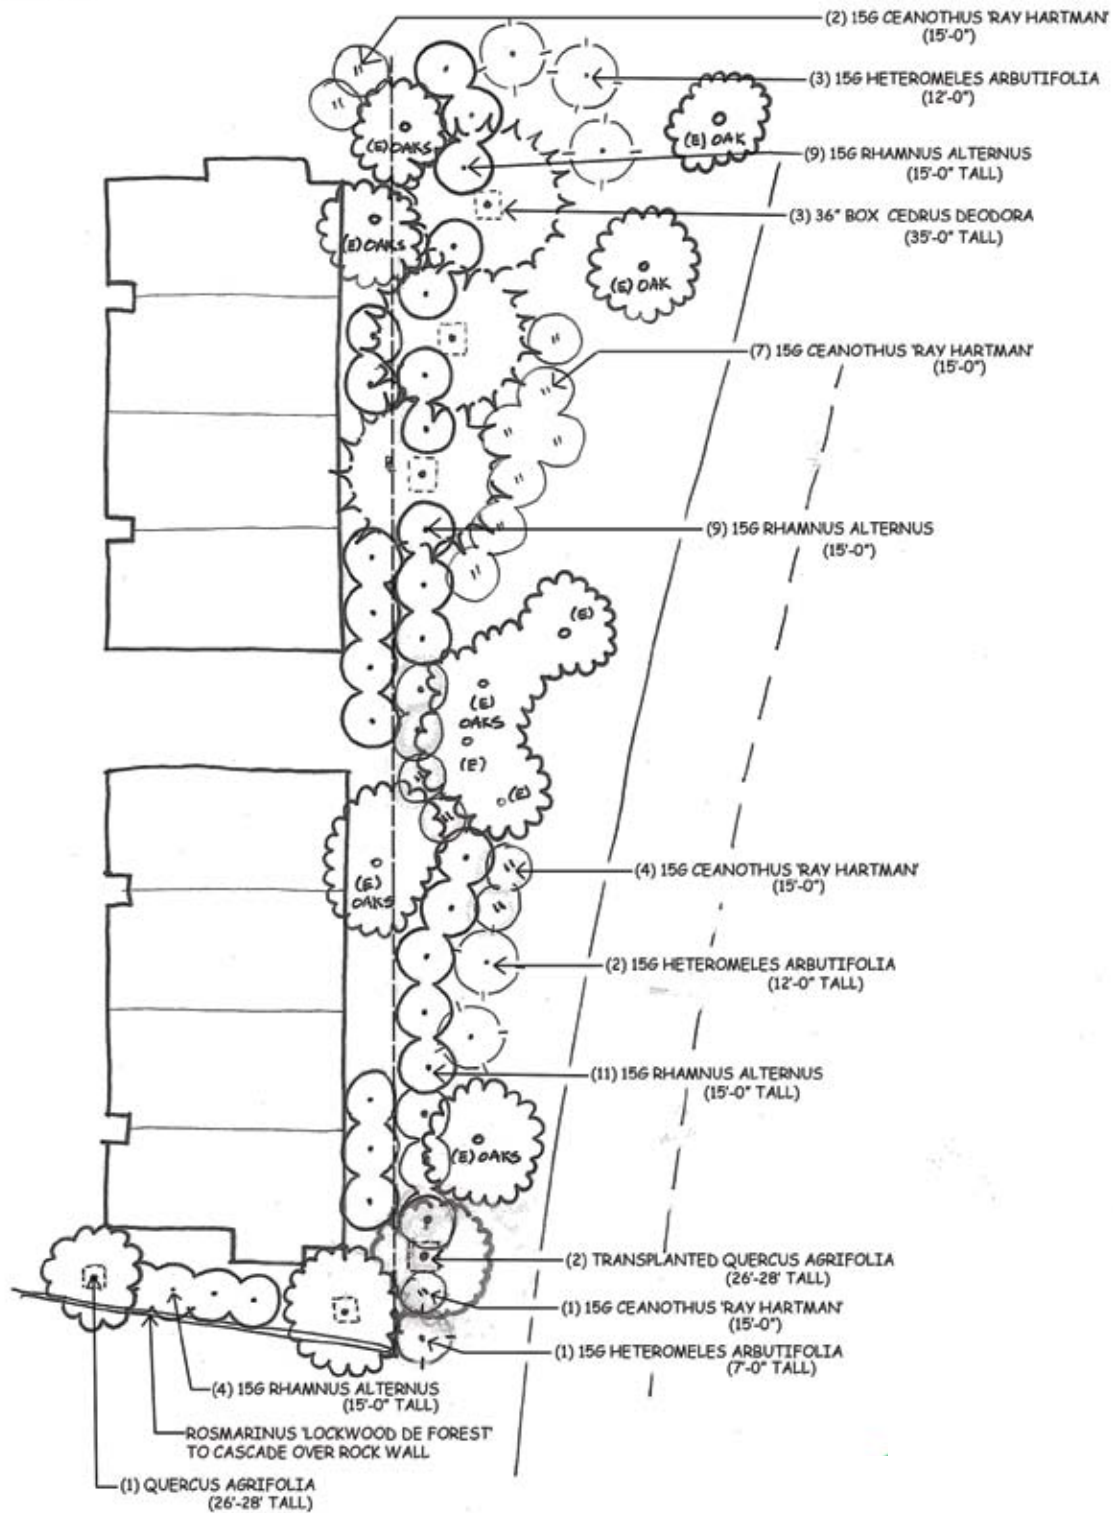 (2) 15G CEANOTHUS 'RAY HARTMAN'
(15'-0")
(3) 15G HETEROMELES ARBUTIFOLIA
(12'-0")
(E) OAKS
(E) OAK
(9) 15G RHAMNUS ALTERNUS
(15'-0" TALL)
(3) 36" BOX CEDRUS DEODORA
(35'-0" TALL)
(E) OAKS
(E) OAK
(7) 15G CEANOTHUS 'RAY HARTMAN'
(15'-0")
(9) 15G RHAMNUS ALTERNUS
(15'-0")
(E)
(E)
OAKS
(E)
(E)
(E)
OAKS
(4) 15G CEANOTHUS 'RAY HARTMAN'
(15'-0")
(2) 15G HETEROMELES ARBUTIFOLIA
(12'-0" TALL)
(11) 15G RHAMNUS ALTERNUS
(15'-0" TALL)
(E) OAKS
(2) TRANSPLANTED QUERCUS AGRIFOLIA
(26'-28' TALL)
(1) 15G CEANOTHUS 'RAY HARTMAN'
(15'-0")
(1) 15G HETEROMELES ARBUTIFOLIA
(7'-0" TALL)
(4) 15G RHAMNUS ALTERNUS
(15'-0" TALL)
ROSMARINUS 'LOCKWOOD DE FOREST'
TO CASCADE OVER ROCK WALL
(1) QUERCUS AGRIFOLIA
(26'-28' TALL)